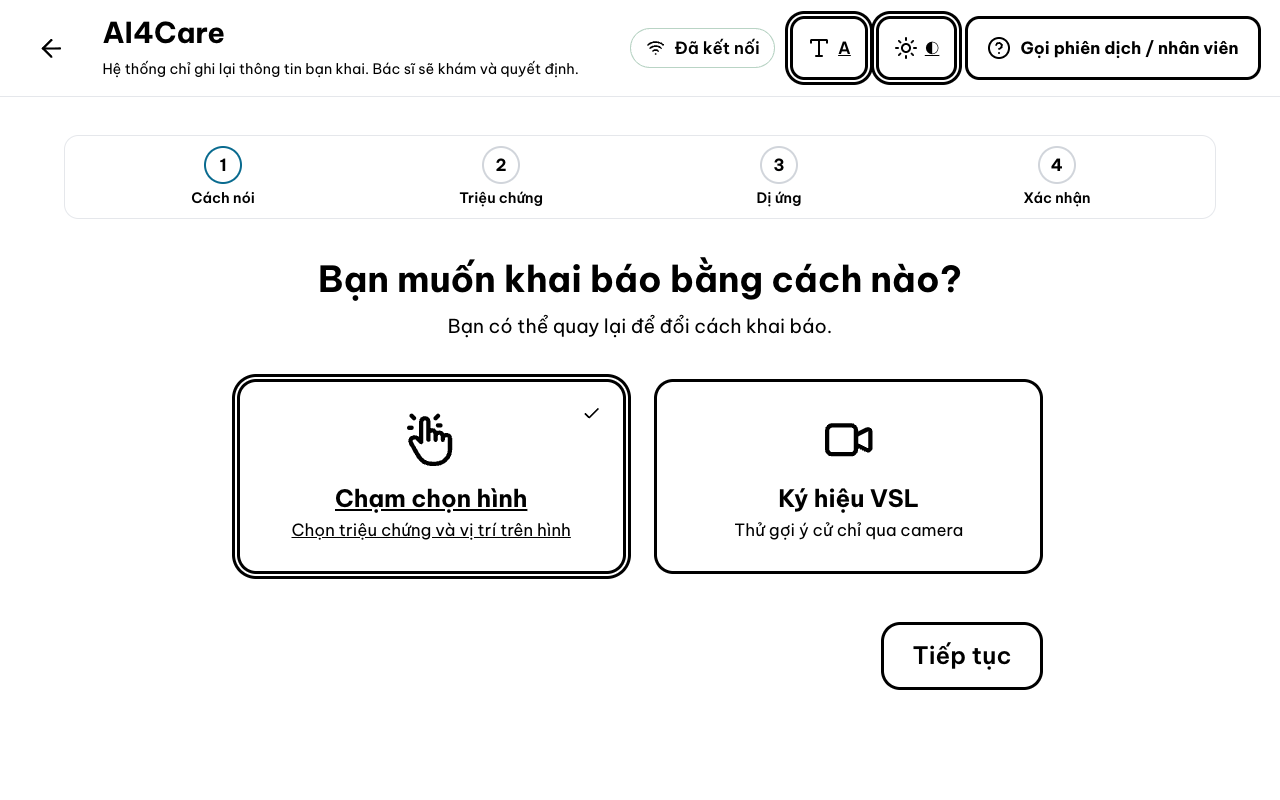 AI4Care
Hệ thống chỉ ghi lại thông tin bạn khai. Bác sĩ sẽ khám và quyết định.
Đã kết nối
A
Gọi phiên dịch / nhân viên
1
Cách nói
2
Triệu chứng
3
Dị ứng
4
Xác nhận
Bạn muốn khai báo bằng cách nào?
Bạn có thể quay lại để đổi cách khai báo.
Chạm chọn hình
Chọn triệu chứng và vị trí trên hình
Ký hiệu VSL
Thử gợi ý cử chỉ qua camera
Tiếp tục